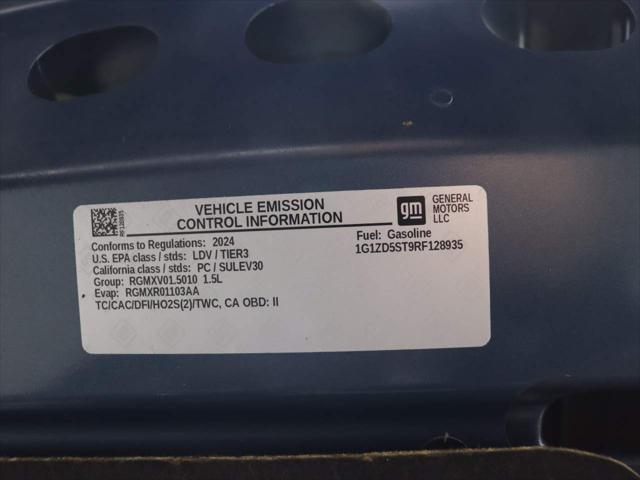 RF128935
VEHICLE EMISSION
CONTROL INFORMATION
gm
GENERAL
MOTORS
LLC
Conforms to Regulations: 2024
U.S. EPA class / stds: LDV / TIER3
California class / stds: PC / SULEV30
Group: RGMXV01.5010 1.5L
Evap: RGMXR01103AA
TC/CAC/DFI/HO2S(2)/TWC, CA OBD: II
Fuel: Gasoline
1G1ZD5ST9RF128935